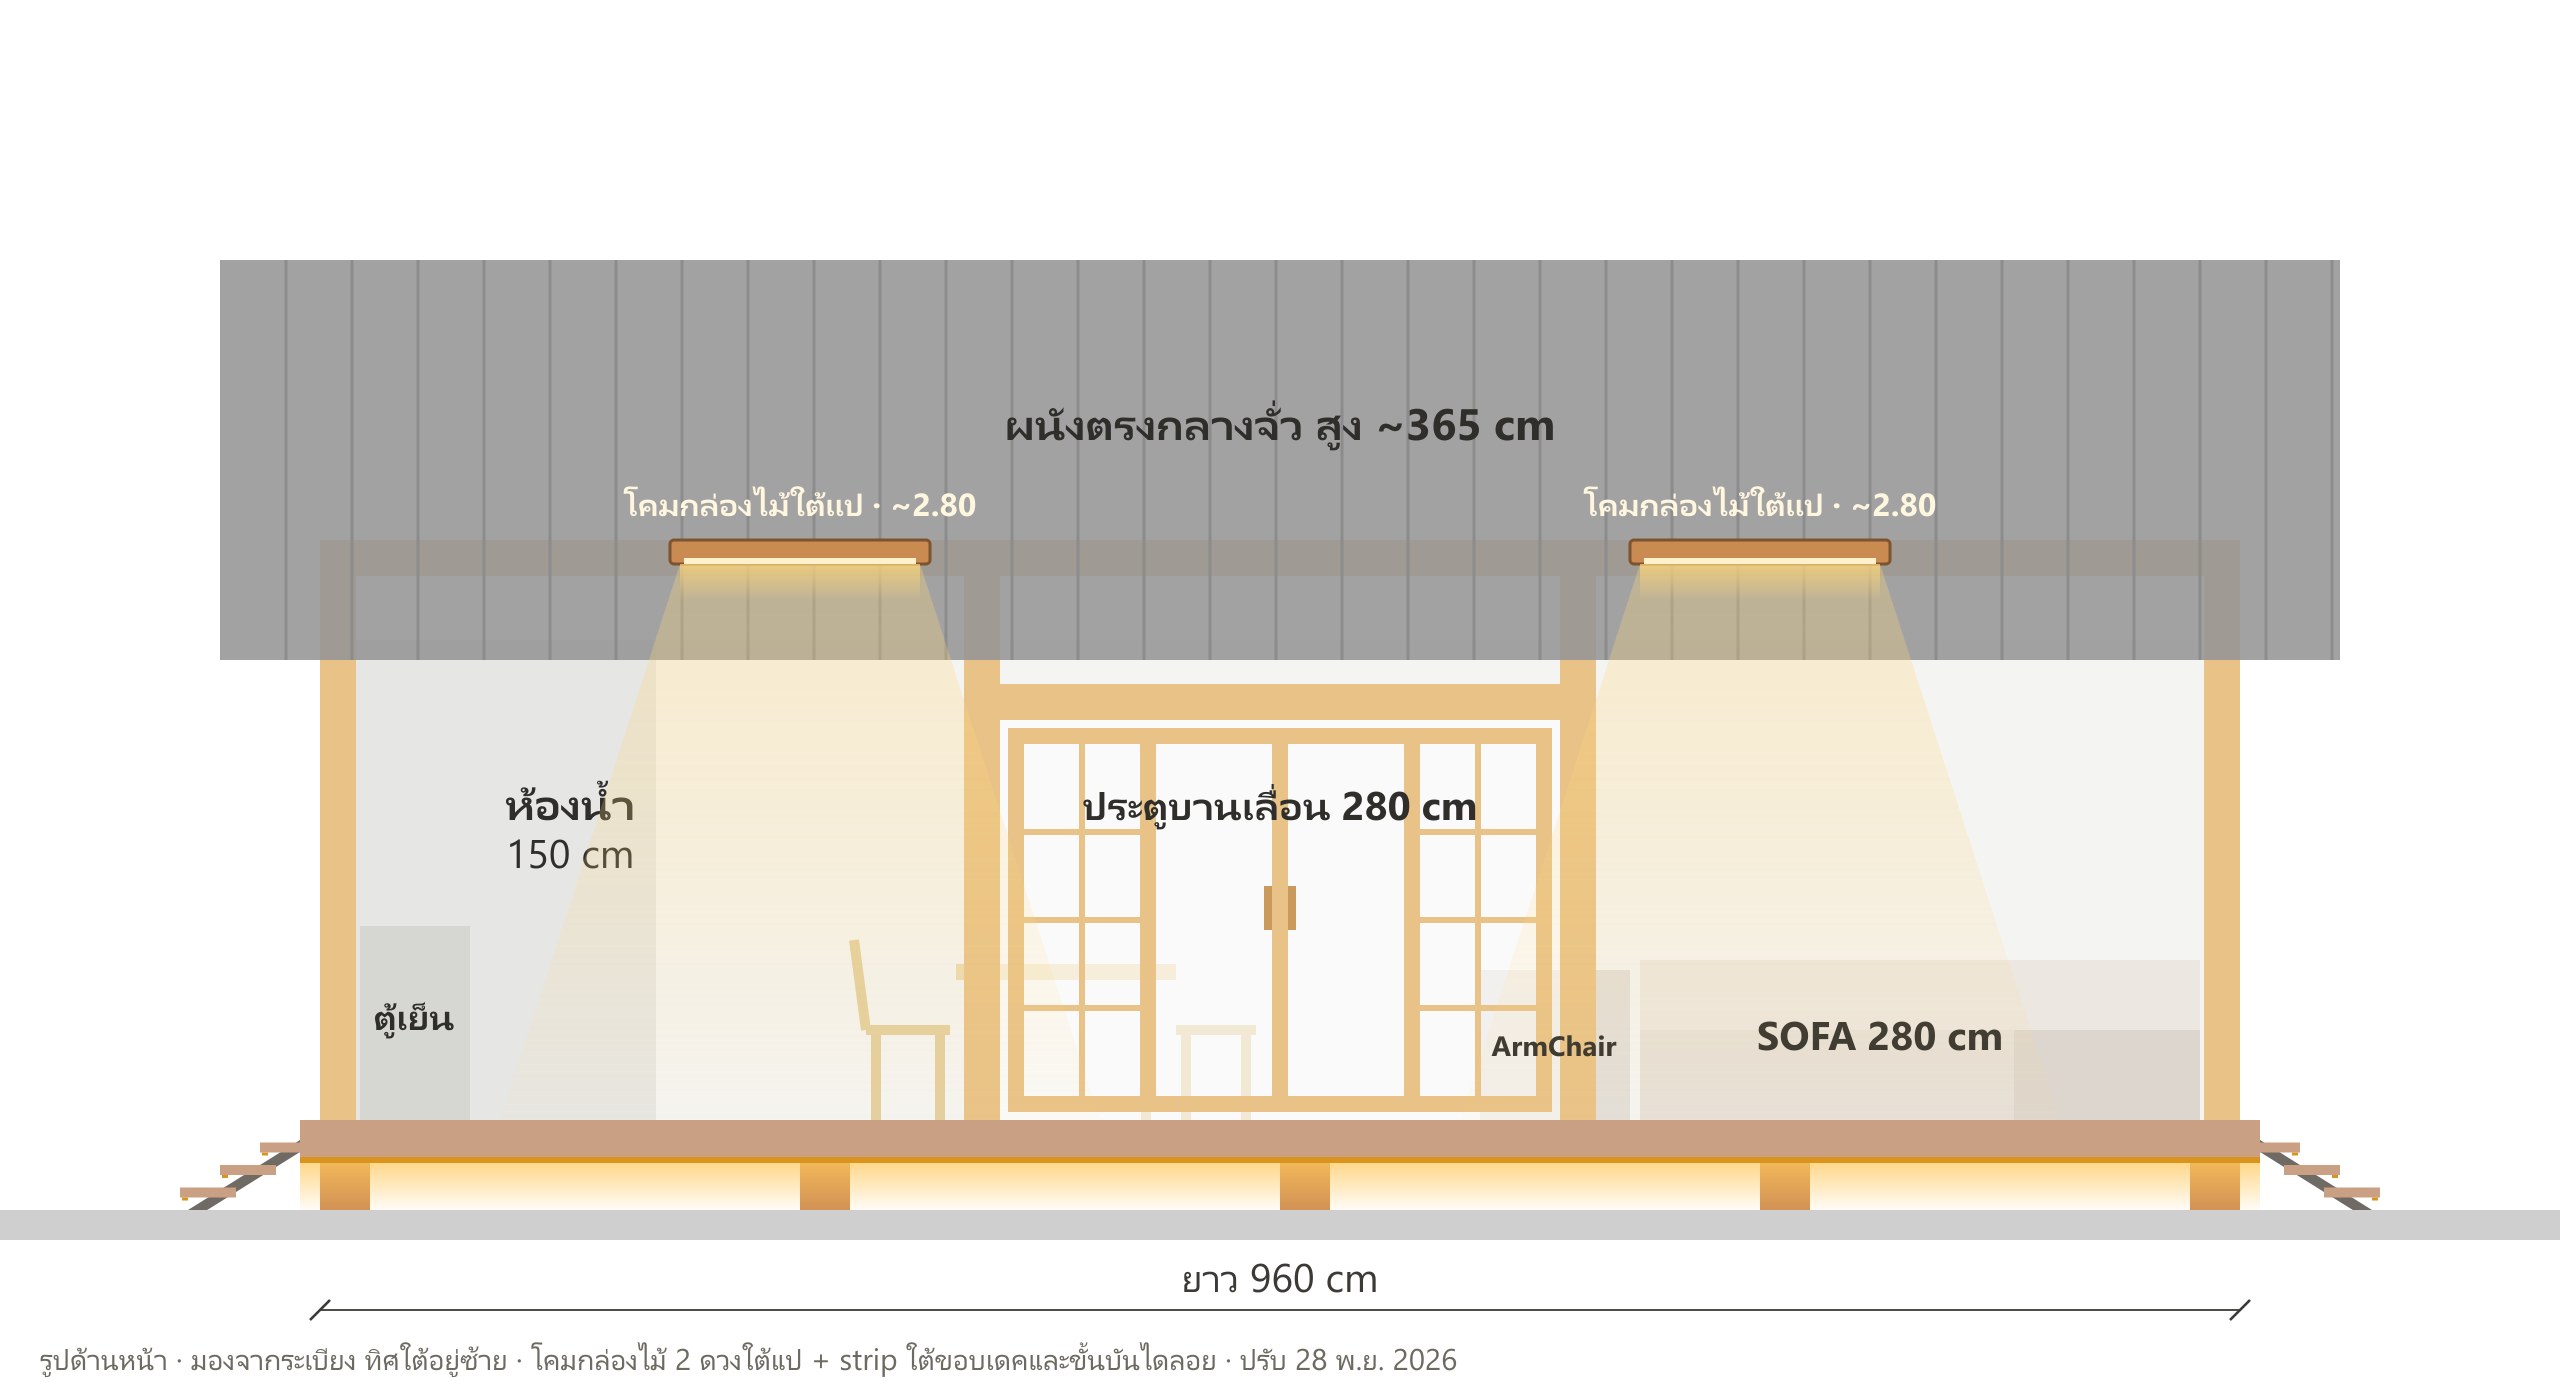 ผนังตรงกลางจั่ว สูง ~365 cm
โคมกล่องไม้ใต้แป · ~2.80
โคมกล่องไม้ใต้แป · ~2.80
ห้องน้ำ
150 cm
ประตูบานเลื่อน 280 cm
ตู้เย็น
ArmChair
SOFA 280 cm
ยาว 960 cm
รูปด้านหน้า · มองจากระเบียง ทิศใต้อยู่ซ้าย · โคมกล่องไม้ 2 ดวงใต้แป + strip ใต้ขอบเดคและขั้นบันไดลอย · ปรับ 28 พ.ย. 2026